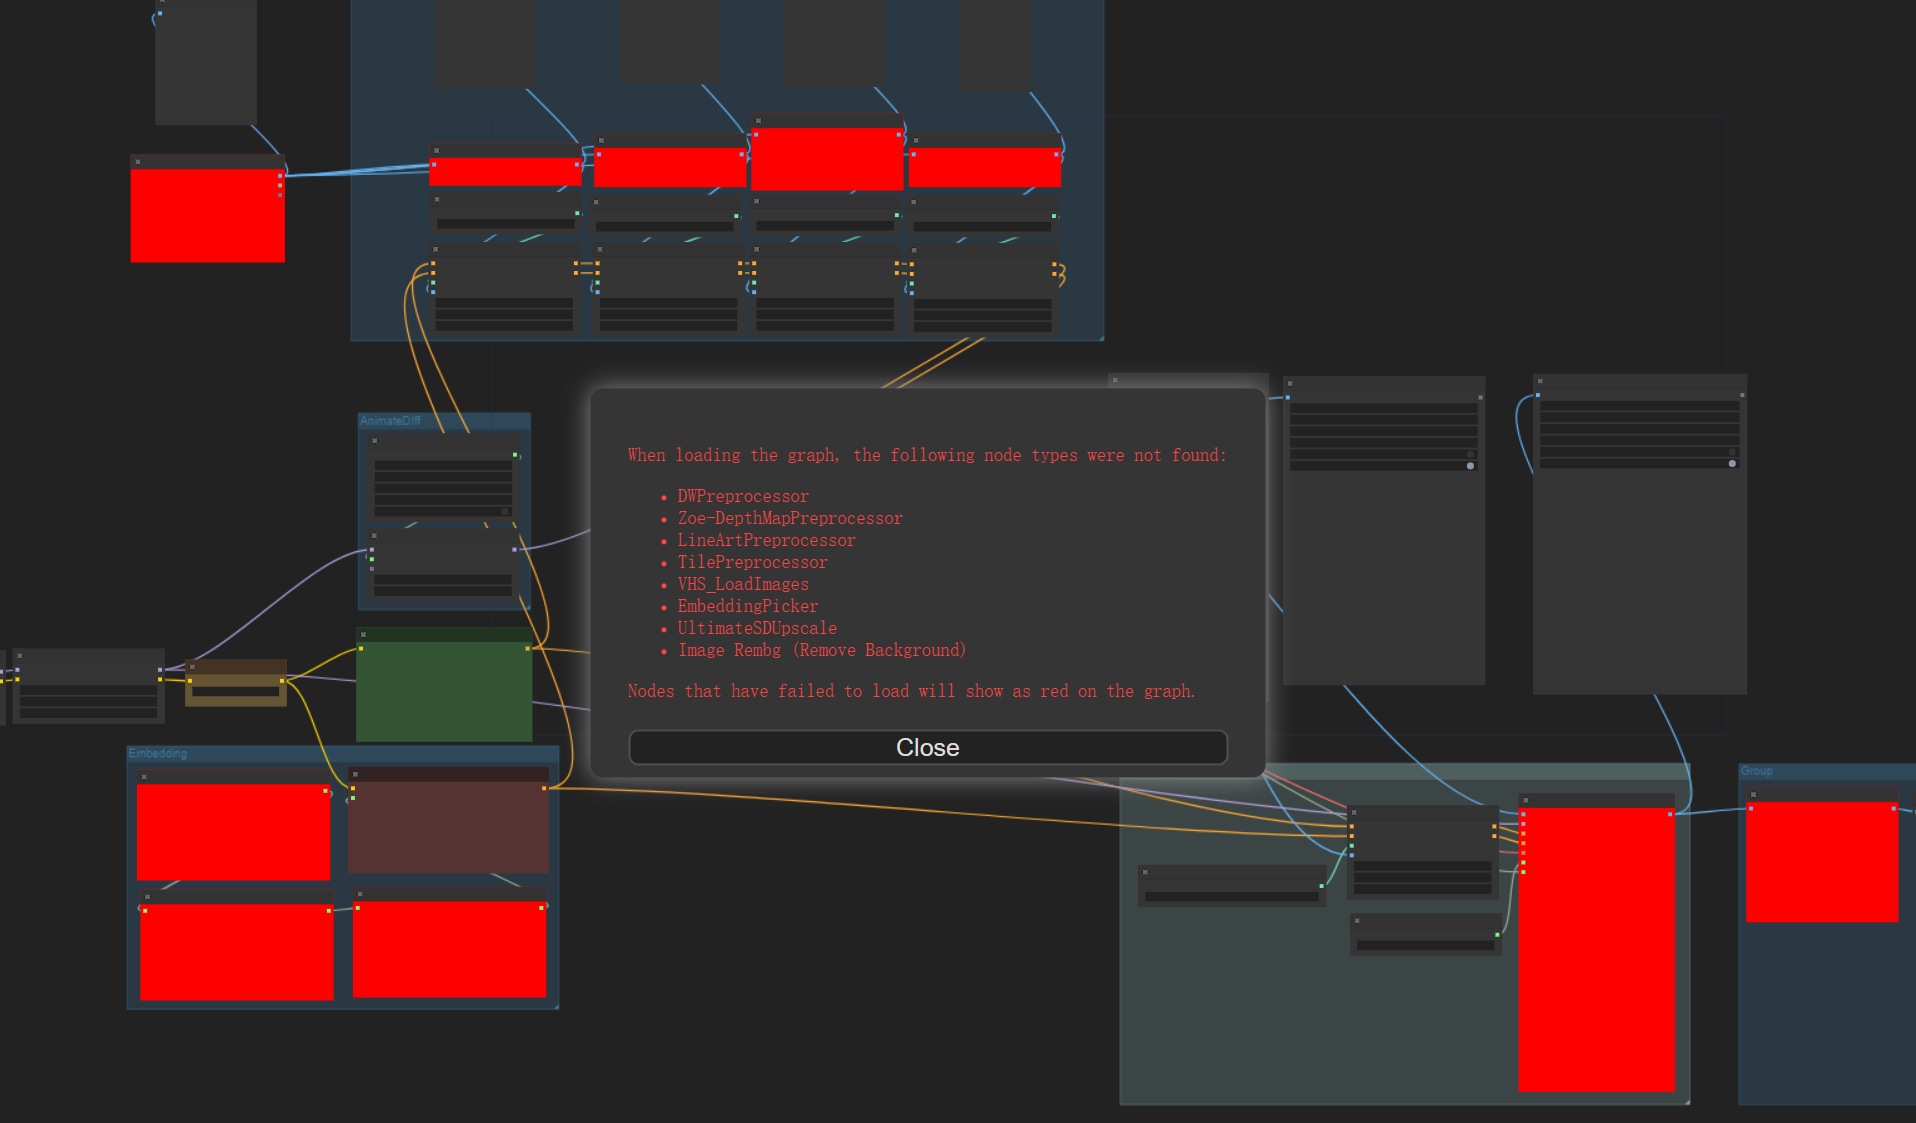 AnimateDiff
When loading the graph, the following node types were not found:
• DWPreprocessor
• Zoe-DepthMapPreprocessor
• LineArtPreprocessor
• TilePreprocessor
• VHS_LoadImages
• EmbeddingPicker
• UltimateSDUpscale
• Image Rembg (Remove Background)
Nodes that have failed to load will show as red on the graph.
Close
Embedding
Group